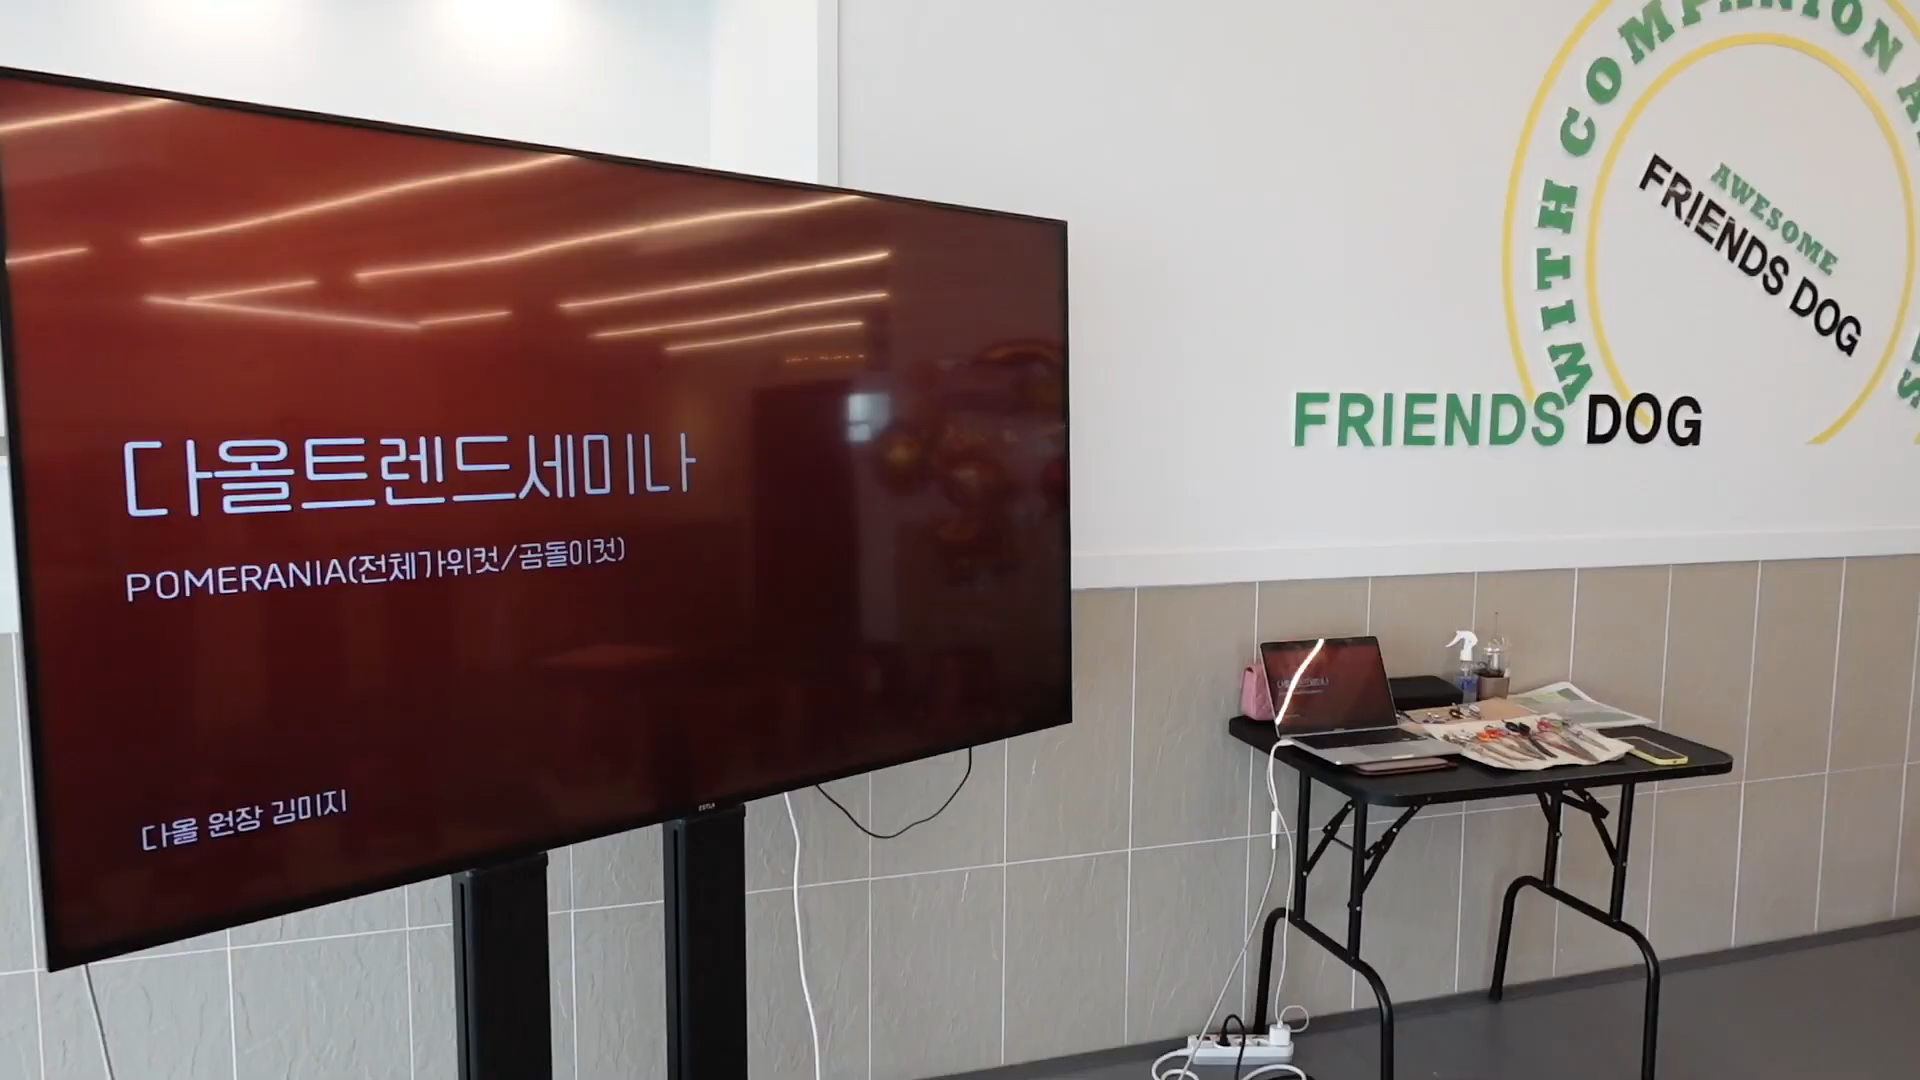 다올트렌드세미나
POMERANIA(전체가위컷/곰돌이컷)
다올 원장 김미지
WITH COMPANION
AWESOME
FRIENDS DOG
FRIENDS DOG